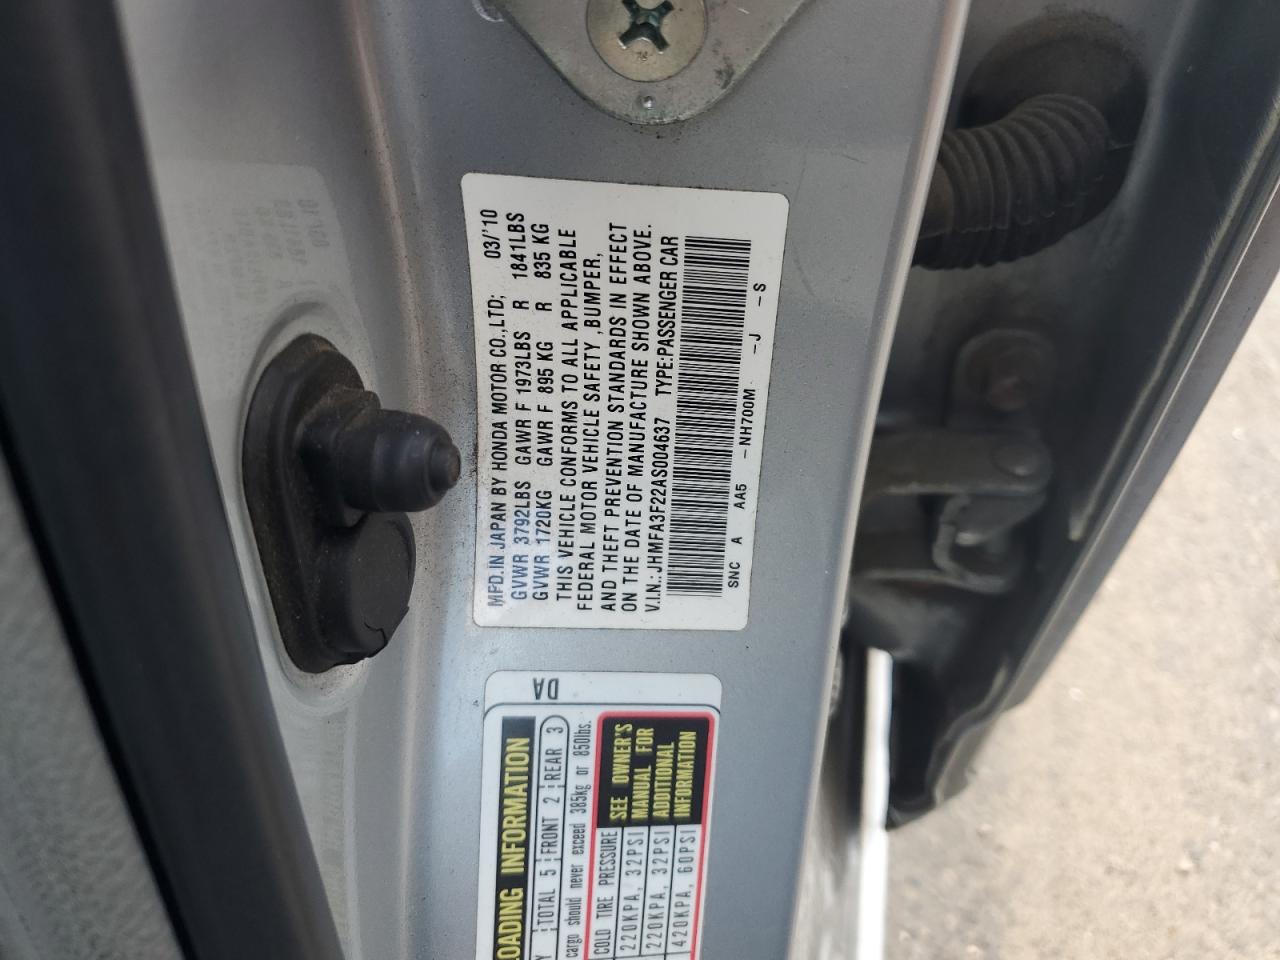 MFD.IN JAPAN BY HONDA MOTOR CO.,LTD; 03/'10
GVWR 3792LBS GAWR F 1973LBS R 1841LBS
GVWR 1720KG GAWR F 895 KG R 835 KG
THIS VEHICLE CONFORMS TO ALL APPLICABLE
FEDERAL MOTOR VEHICLE SAFETY ,BUMPER,
AND THEFT PREVENTION STANDARDS IN EFFECT
ON THE DATE OF MANUFACTURE SHOWN ABOVE.
V.IN.:JHMFA3F22AS004637 TYPE:PASSENGER CAR
SNC A AA5 -NH700M -J -S
DA
LOADING INFORMATION
TOTAL 5 FRONT 2 REAR 3
cargo should never exceed 385kg or 850lbs.
COLD TIRE PRESSURE
220KPA, 32PSI
220KPA, 32PSI
420KPA, 60PSI
SEE OWNER'S
MANUAL FOR
ADDITIONAL
INFORMATION